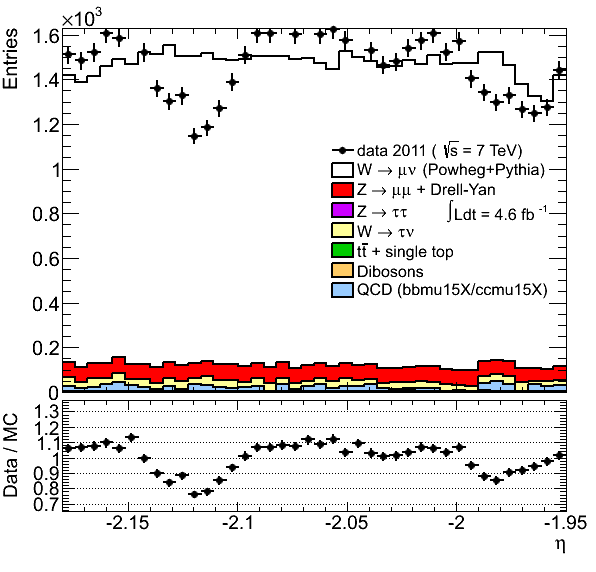 ×10³
Entries
1.6
1.4
1.2
1
0.8
0.6
0.4
0.2
0
data 2011 ( √s = 7 TeV)
W → μν (Powheg+Pythia)
Z → μμ + Drell-Yan
Z → ττ ∫Ldt = 4.6 fb⁻¹
W → τν
tt̄ + single top
Dibosons
QCD (bbmu15X/ccmu15X)
Data / MC
1.3
1.2
1.1
1
0.9
0.8
0.7
-2.15 -2.1 -2.05 -2 -1.95
η